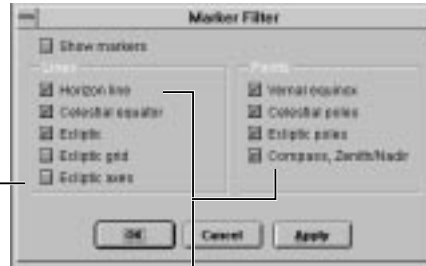 Marker Filter
Show markers
Lines
Horizon line
Celestial equator
Ecliptic
Ecliptic grid
Ecliptic axes
Points
Vernal equinox
Celestial poles
Ecliptic poles
Compass, Zenith/Nadir
OK
Cancel
Apply